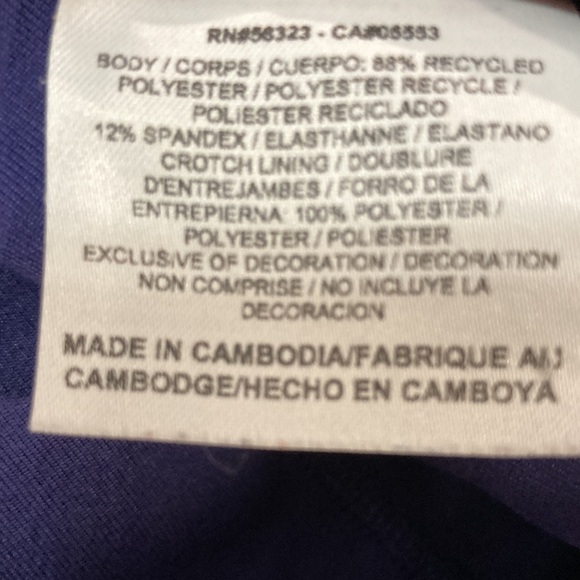 RN#56323 - CA#05553
BODY / CORPS / CUERPO: 88% RECYCLED
POLYESTER / POLYESTER RECYCLE /
POLIESTER RECICLADO
12% SPANDEX / ELASTHANNE / ELASTANO
CROTCH LINING / DOUBLURE
D'ENTREJAMBES / FORRO DE LA
ENTREPIERNA: 100% POLYESTER /
POLYESTER / POLIESTER
EXCLUSIVE OF DECORATION / DECORATION
NON COMPRISE / NO INCLUYE LA
DECORACION
MADE IN CAMBODIA/FABRIQUE AU
CAMBODGE/HECHO EN CAMBOYA